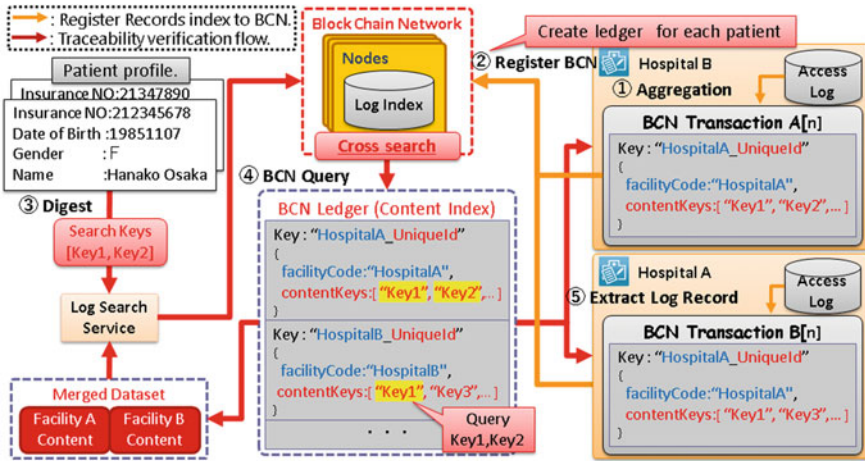 : Register Records index to BCN.
: Traceability verification flow.
Patient profile.
Insurance NO:21347890
Insurance NO:212345678
Date of Birth :19851107
Gender :F
Name :Hanako Osaka
③ Digest
Search Keys
[Key1, Key2]
Log Search
Service
Merged Dataset
Facility A
Content
Facility B
Content
Block Chain Network
Nodes
Log Index
Cross search
④ BCN Query
BCN Ledger (Content Index)
Key : “HospitalA_UniqueId”
{
facilityCode:“HospitalA”,
contentKeys:[ “Key1”, “Key2”,… ]
}
Key : “HospitalB_UniqueId”
{
facilityCode:“HospitalB”,
contentKeys:[ “Key1”, “Key3”,… ]
}
. . .
Query
Key1,Key2
Create ledger for each patient
② Register BCN
Hospital B
① Aggregation
Access
Log
BCN Transaction A[n]
Key : “HospitalA_UniqueId”
{
facilityCode:“HospitalA”,
contentKeys:[ “Key1”, “Key2”,… ]
}
Hospital A
⑤ Extract Log Record
Access
Log
BCN Transaction B[n]
Key : “HospitalA_UniqueId”
{
facilityCode:“HospitalA”,
contentKeys:[ “Key1”, “Key3”,… ]
}